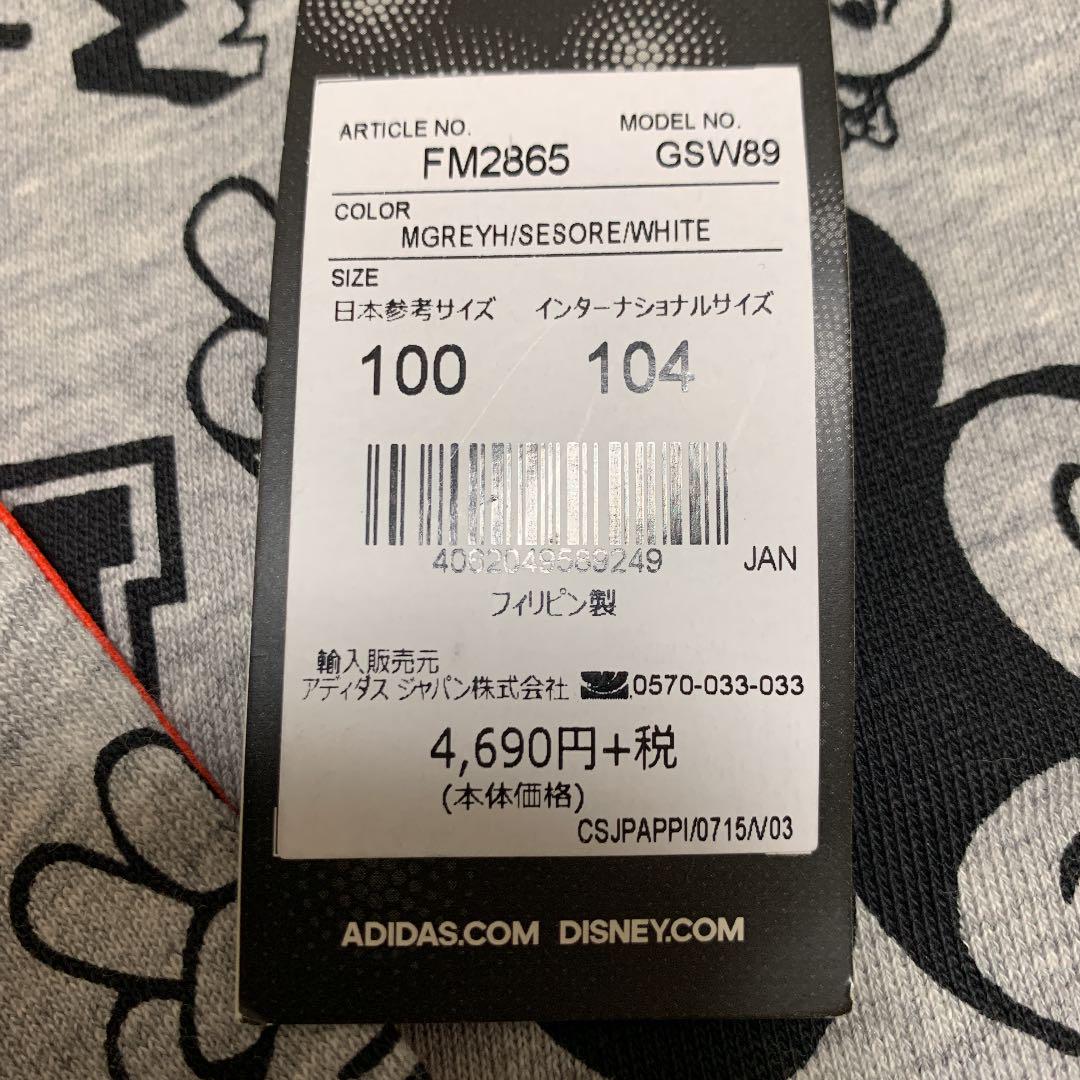 ARTICLE NO. MODEL NO.
FM2865 GSW89
COLOR
MGREYH/SESORE/WHITE
SIZE
日本参考サイズ インターナショナルサイズ
100 104
4062049589249 JAN
フィリピン製
輸入販売元
アディダス ジャパン株式会社 0570-033-033
4,690円+税
(本体価格)
CSJPAPPI/0715/V03
ADIDAS.COM DISNEY.COM